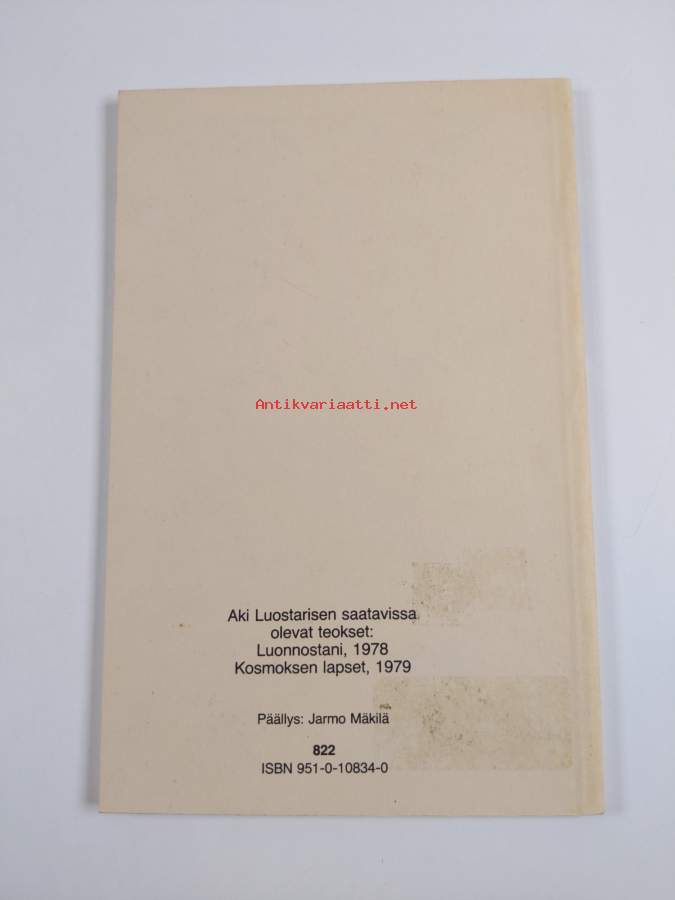 Antikvariaatti.net
Aki Luostarisen saatavissa
olevat teokset:
Luonnostani, 1978
Kosmoksen lapset, 1979
Päällys: Jarmo Mäkilä
822
ISBN 951-0-10834-0